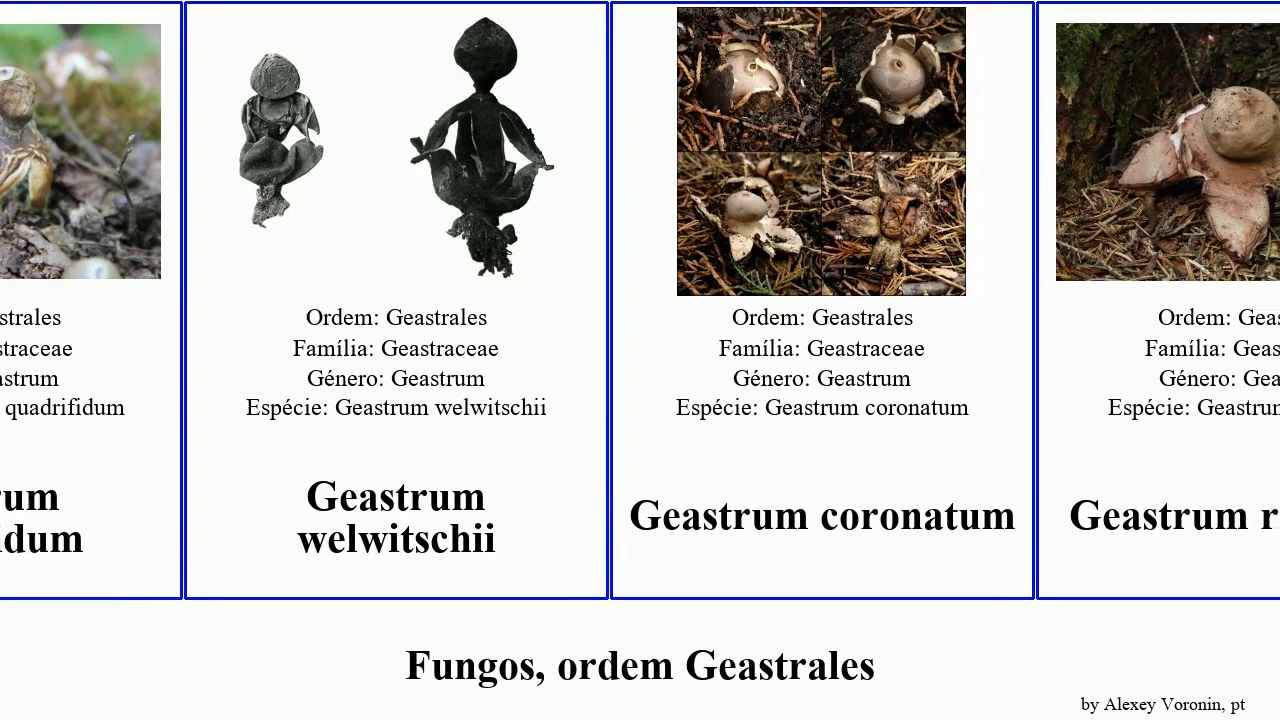 strales
straceae
astrum
quadrifidum
rum
idum
Ordem: Geastrales
Família: Geastraceae
Género: Geastrum
Espécie: Geastrum welwitschii
Geastrum
welwitschii
Ordem: Geastrales
Família: Geastraceae
Género: Geastrum
Espécie: Geastrum coronatum
Geastrum coronatum
Ordem: Geas
Família: Geas
Género: Gea
Espécie: Geastrum
Geastrum r
Fungos, ordem Geastrales
by Alexey Voronin, pt